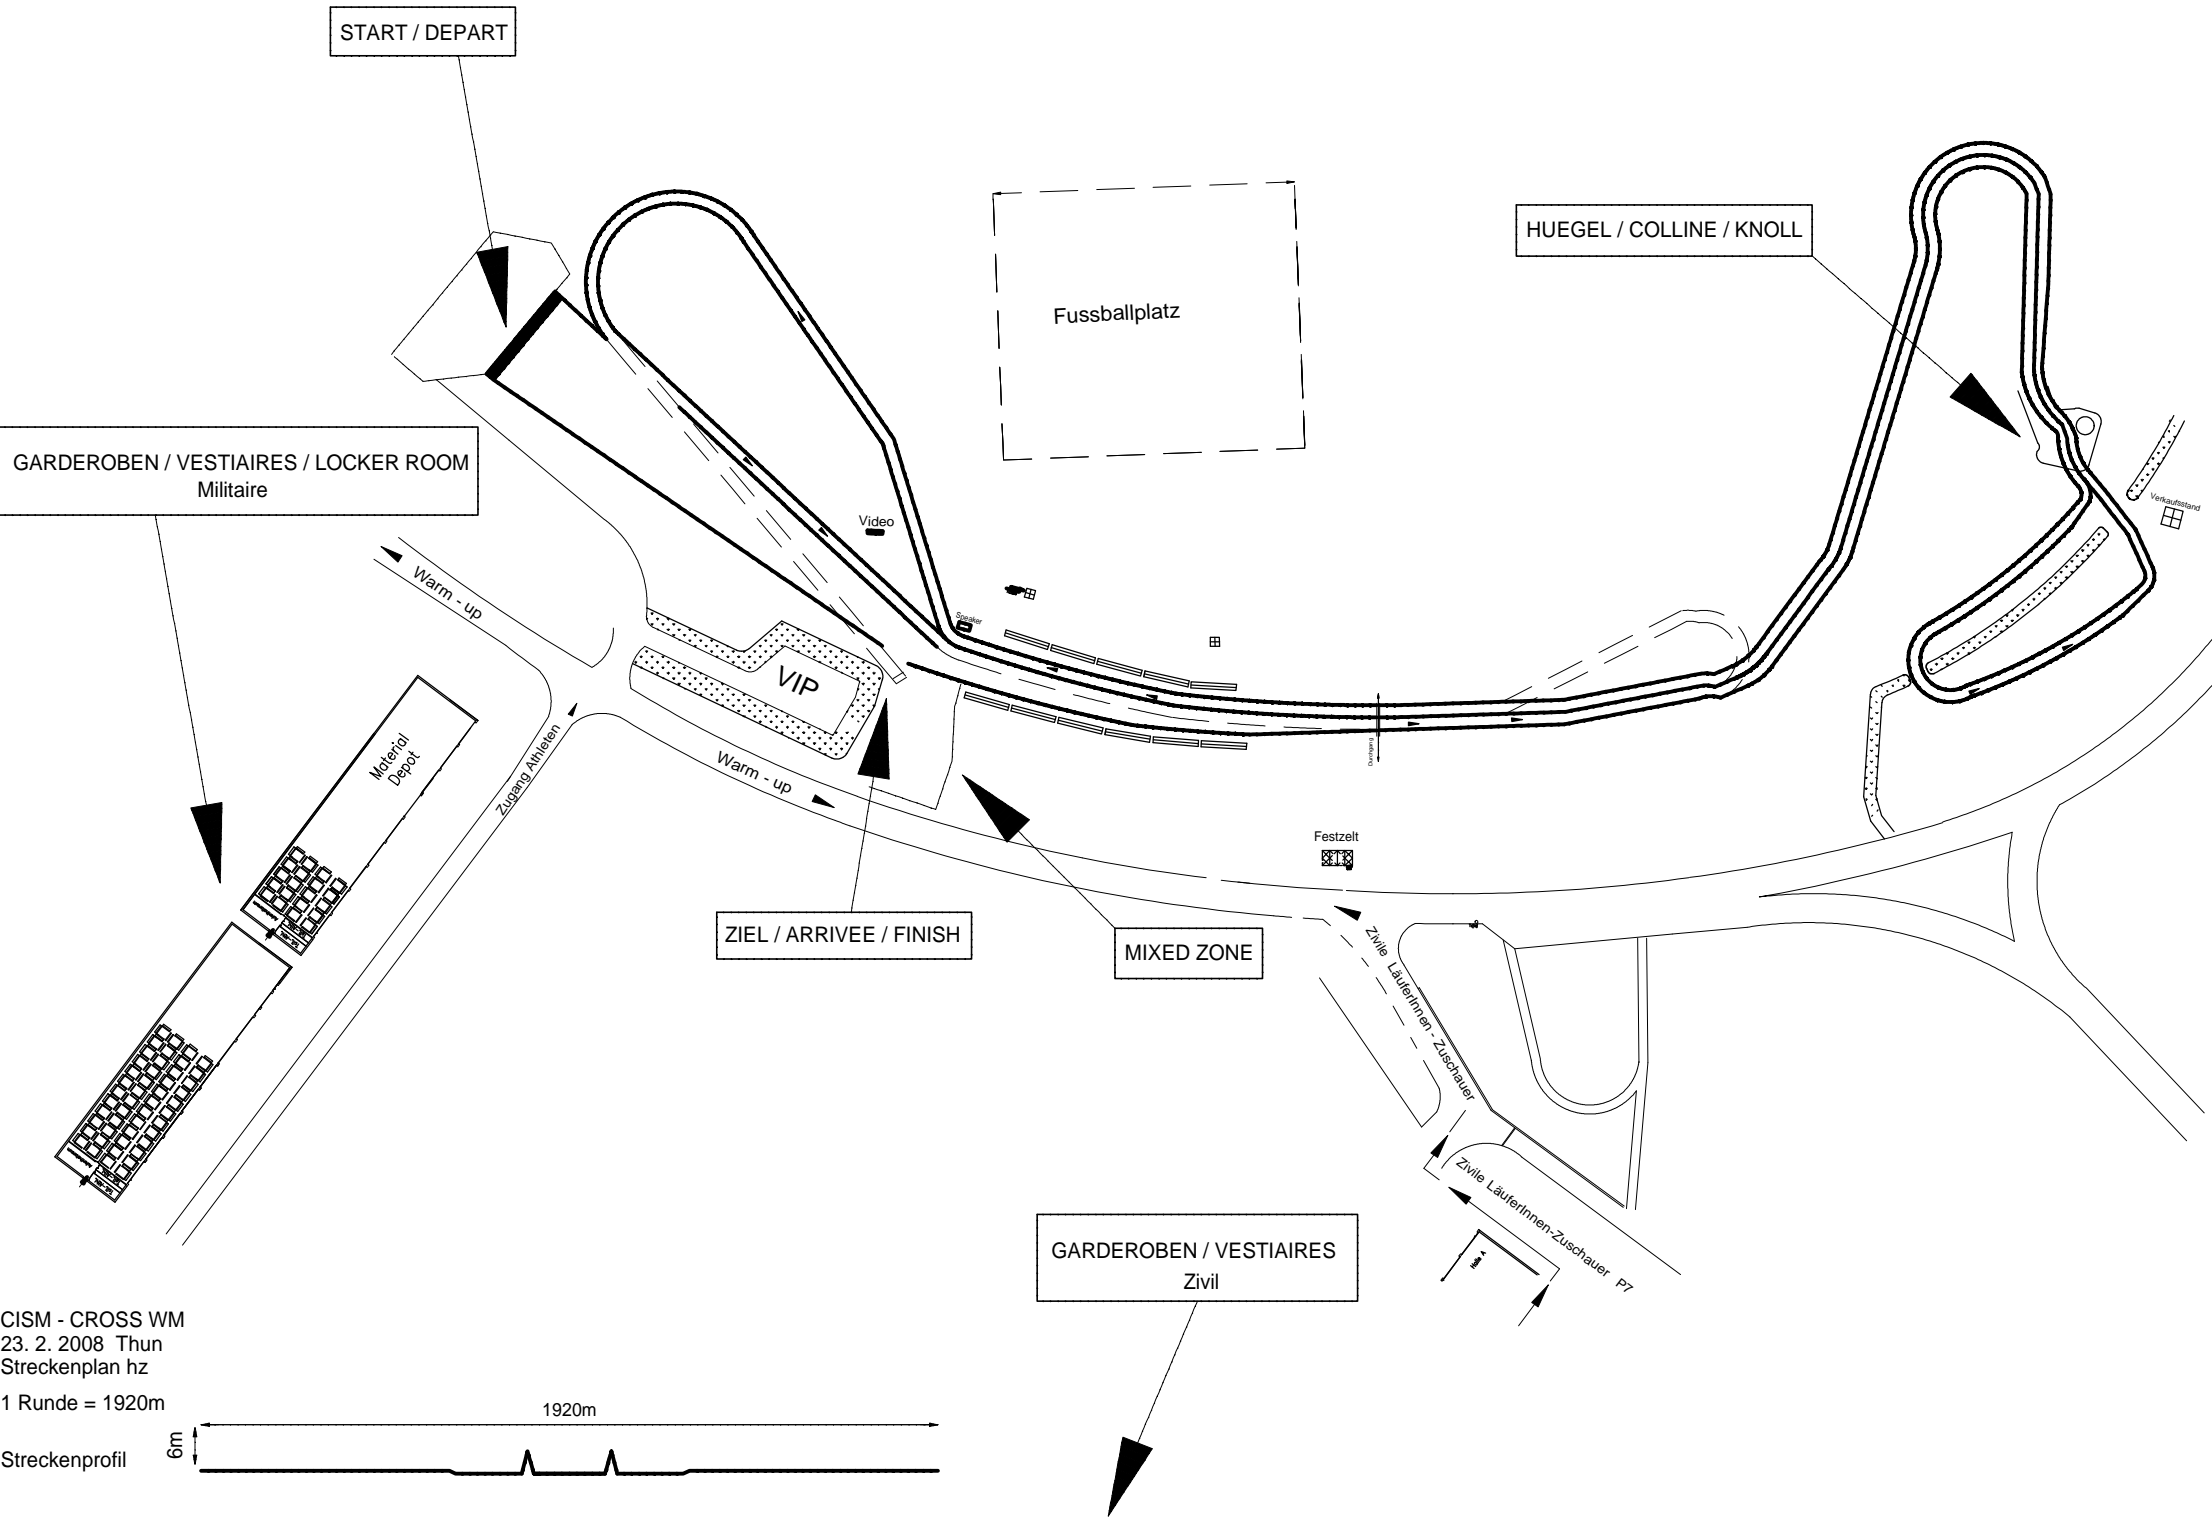 START / DEPART
HUEGEL / COLLINE / KNOLL
Fussballplatz
GARDEROBEN / VESTIAIRES / LOCKER ROOM
Militaire
Video
Verkaufsstand
Warm - up
Speaker
VIP
Material
Depot
Zugang Athleten
Warm - up
Durchgang
Festzelt
ZIEL / ARRIVEE / FINISH
MIXED ZONE
Zivile LäuferInnen - Zuschauer
Zivile LäuferInnen-Zuschauer P7
Halle A
GARDEROBEN / VESTIAIRES
Zivil
CISM - CROSS WM
23. 2. 2008 Thun
Streckenplan hz
1 Runde = 1920m
1920m
6m
Streckenprofil